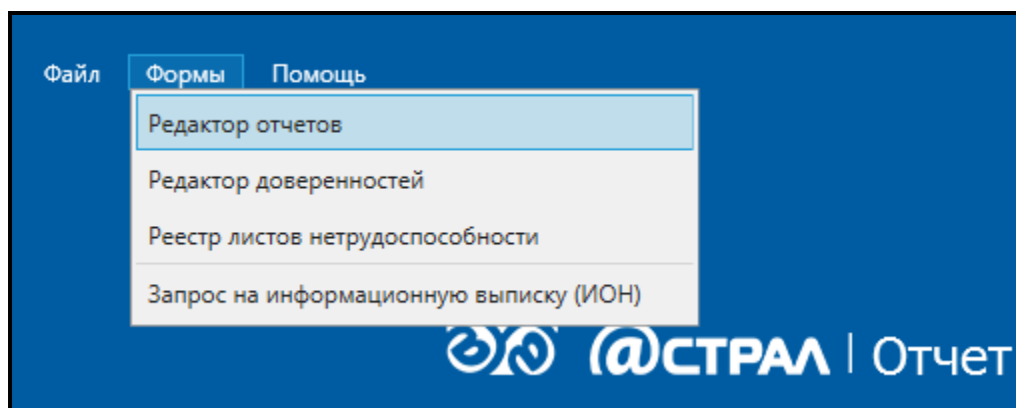 Файл Формы Помощь
Редактор отчетов
Редактор доверенностей
Реестр листов нетрудоспособности
Запрос на информационную выписку (ИОН)
@СТРАЛ | Отчет